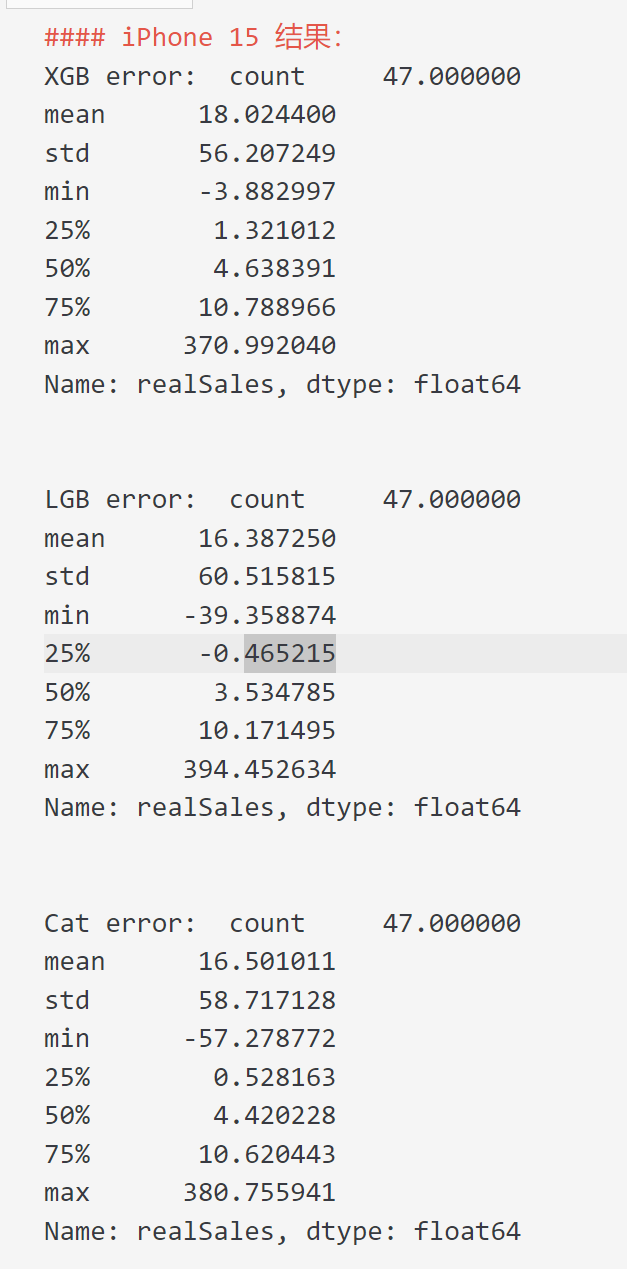 #### iPhone 15 结果：
XGB error:  count     47.000000
mean      18.024400
std       56.207249
min       -3.882997
25%        1.321012
50%        4.638391
75%       10.788966
max      370.992040
Name: realSales, dtype: float64
LGB error:  count     47.000000
mean      16.387250
std       60.515815
min      -39.358874
25%       -0.465215
50%        3.534785
75%       10.171495
max      394.452634
Name: realSales, dtype: float64
Cat error:  count     47.000000
mean      16.501011
std       58.717128
min      -57.278772
25%        0.528163
50%        4.420228
75%       10.620443
max      380.755941
Name: realSales, dtype: float64